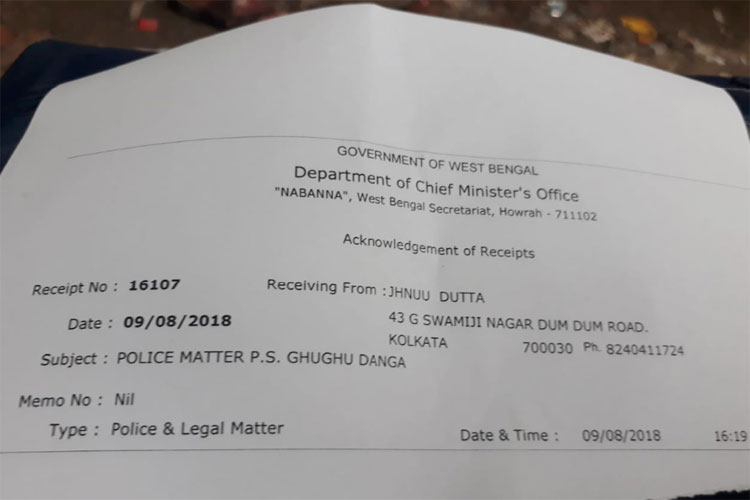 GOVERNMENT OF WEST BENGAL
Department of Chief Minister's Office
"NABANNA", West Bengal Secretariat, Howrah - 711102
Acknowledgement of Receipts
Receipt No : 16107 Receiving From : JHNUU DUTTA
Date : 09/08/2018 43 G SWAMIJI NAGAR DUM DUM ROAD.
KOLKATA 700030 Ph. 8240411724
Subject : POLICE MATTER P.S. GHUGHU DANGA
Memo No : Nil
Type : Police & Legal Matter Date & Time : 09/08/2018 16:19